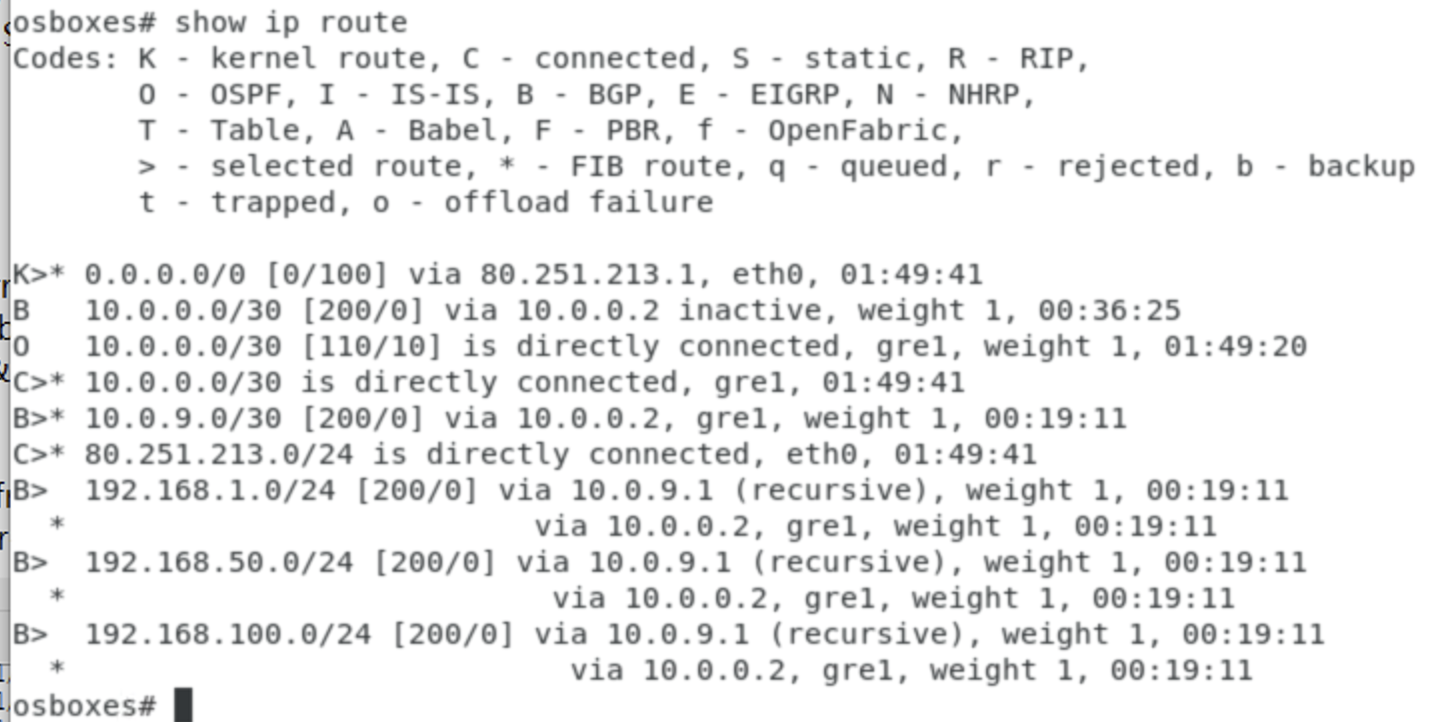 osboxes# show ip route
Codes: K - kernel route, C - connected, S - static, R - RIP,
       O - OSPF, I - IS-IS, B - BGP, E - EIGRP, N - NHRP,
       T - Table, A - Babel, F - PBR, f - OpenFabric,
       > - selected route, * - FIB route, q - queued, r - rejected, b - backup
       t - trapped, o - offload failure

K>* 0.0.0.0/0 [0/100] via 80.251.213.1, eth0, 01:49:41
B   10.0.0.0/30 [200/0] via 10.0.0.2 inactive, weight 1, 00:36:25
O   10.0.0.0/30 [110/10] is directly connected, gre1, weight 1, 01:49:20
C>* 10.0.0.0/30 is directly connected, gre1, 01:49:41
B>* 10.0.9.0/30 [200/0] via 10.0.0.2, gre1, weight 1, 00:19:11
C>* 80.251.213.0/24 is directly connected, eth0, 01:49:41
B>  192.168.1.0/24 [200/0] via 10.0.9.1 (recursive), weight 1, 00:19:11
  *                          via 10.0.0.2, gre1, weight 1, 00:19:11
B>  192.168.50.0/24 [200/0] via 10.0.9.1 (recursive), weight 1, 00:19:11
  *                           via 10.0.0.2, gre1, weight 1, 00:19:11
B>  192.168.100.0/24 [200/0] via 10.0.9.1 (recursive), weight 1, 00:19:11
  *                            via 10.0.0.2, gre1, weight 1, 00:19:11
osboxes#